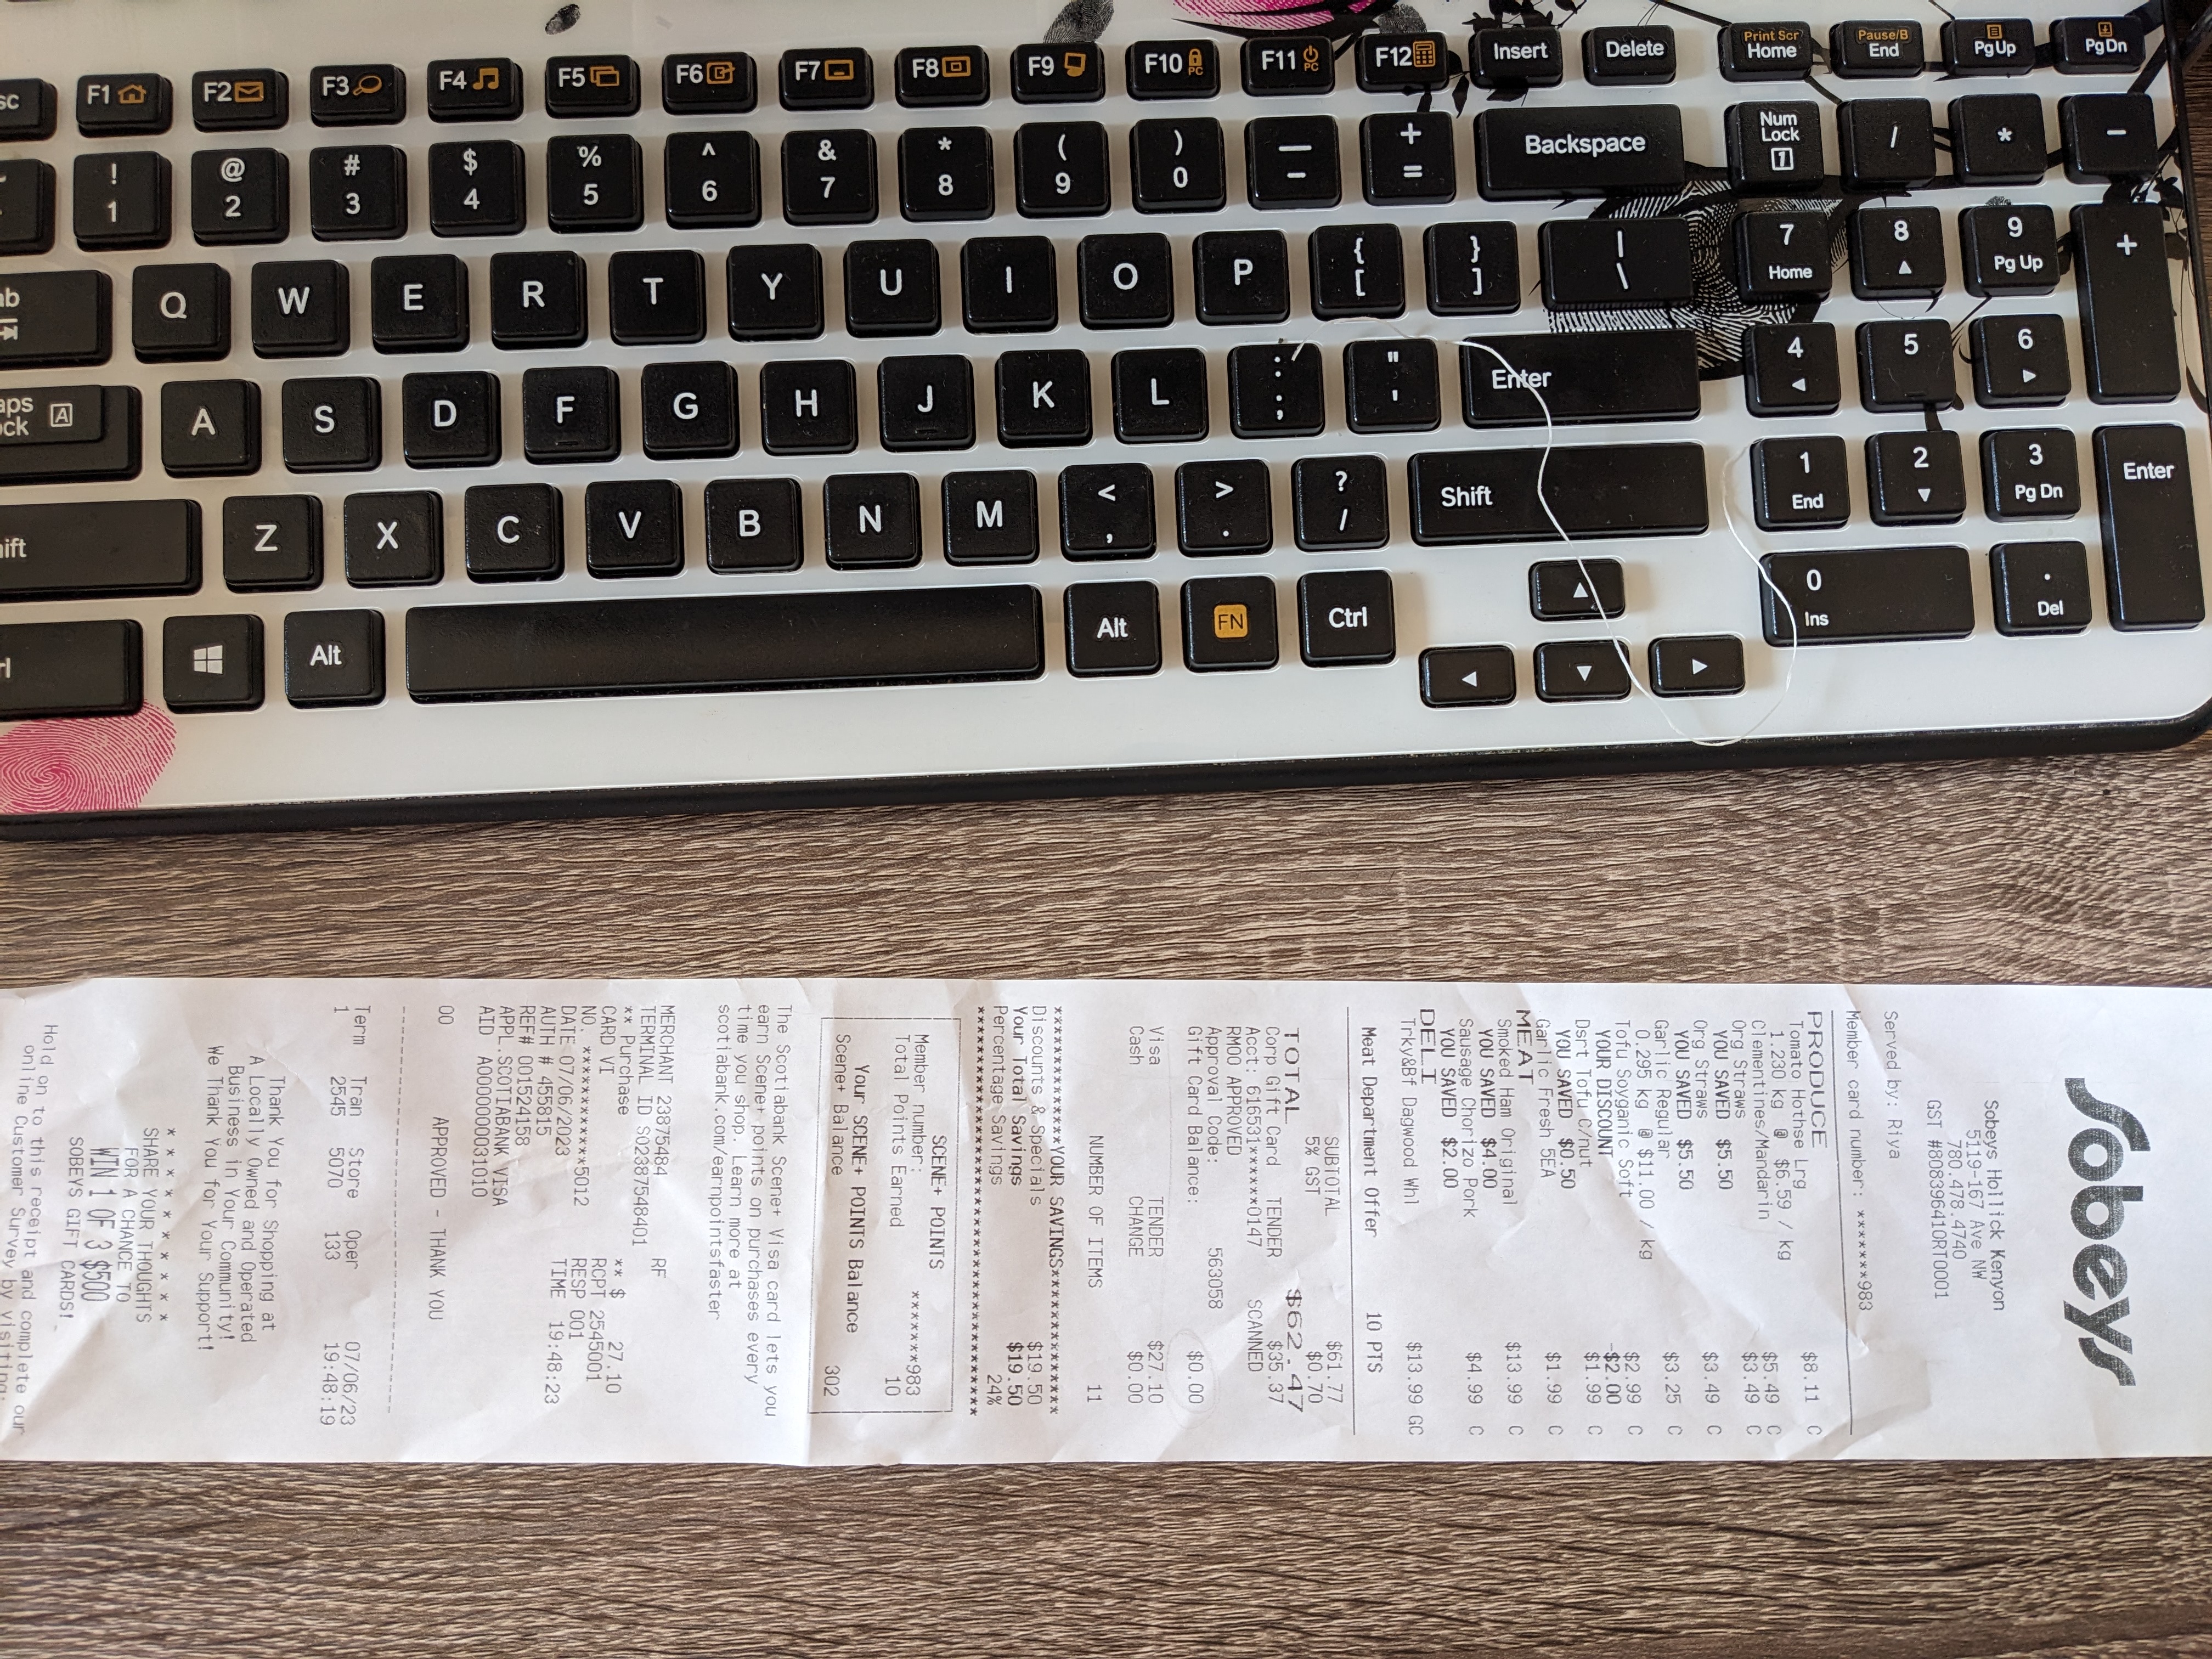 Print Scr
Pause/B
F1
F2
F3
F4
F5
F6
F7
F8
F9
F10 PC
F11 PC
F12
Insert
Delete
Home
End
PgUp
PgDn
! 1
@ 2
# 3
$ 4
% 5
^ 6
& 7
* 8
( 9
) 0
— -
+ =
Backspace
Num Lock 1
/
*
-
Q W E R T Y U I O P { [ } ] | \
7 Home
8
9 Pg Up
+
A
A S D F G H J K L : ; " '
Enter
4
5
6
Z X C V B N M < , > . ? /
Shift
1 End
2
3 Pg Dn
Enter
Alt
Alt
FN
Ctrl
0 Ins
. Del
Sobeys
Sobeys Hollick Kenyon
5119-167 Ave NW
780.478.4740
GST #803396410RT0001
Served by: Riya
Member card number: *******983
PRODUCE
Tomato Hothse Lrg $8.11 C
1.230 kg @ $6.59 / kg
Clementines/Mandarin $5.49 C
Org Straws $3.49 C
YOU SAVED $5.50
Org Straws $3.49 C
YOU SAVED $5.50
Garlic Regular $3.25 C
0.295 kg @ $11.00 / kg
Tofu Soyganic Soft $2.99 C
YOUR DISCOUNT -$2.00
Dsrt Tofu C/nut $1.99 C
YOU SAVED $0.50
Garlic Fresh 5EA $1.99 C
MEAT
Smoked Ham Original $13.99 C
YOU SAVED $4.00
Sausage Chorizo Pork $4.99 C
YOU SAVED $2.00
DELI
Trky&Bf Dagwood Whl $13.99 GC
Meat Department Offer 10 PTS
SUBTOTAL $61.77
5% GST $0.70
TOTAL $62.47
Corp Gift Card TENDER $35.37
Acct: 616531******0147 SCANNED
RM00 APPROVED
Approval Code: 563058
Gift Card Balance: $0.00
Visa TENDER $27.10
Cash CHANGE $0.00
NUMBER OF ITEMS 11
**********YOUR SAVINGS**********
Discounts & Specials $19.50
Your Total Savings $19.50
Percentage Savings 24%
SCENE+ POINTS
Member number: *******983
Total Points Earned 10
Your SCENE+ POINTS Balance
Scene+ Balance 302
The Scotiabank Scene+ Visa card lets you
earn Scene+ points on purchases every
time you shop. Learn more at
scotiabank.com/earnpointsfaster
MERCHANT 23875484 RF
TERMINAL ID S02387548401
** Purchase ** $ 27.10
CARD VI RCPT 2545001
NO. ************5012 RESP 001
DATE 07/06/2023 TIME 19:48:23
AUTH # 455815
REF# 001524158
APPL.SCOTIABANK VISA
AID A0000000031010
00 APPROVED - THANK YOU
Term Tran Store Oper 07/06/23
1 2545 5070 133 19:48:19
Thank You for Shopping at
A Locally Owned and Operated
Business in Your Community!
We Thank You for Your Support!
* * * * * * * * * * *
SHARE YOUR THOUGHTS
FOR A CHANCE TO
WIN 1 OF 3 $500
SOBEYS GIFT CARDS!
Hold on to this receipt and complete our
online Customer Survey by visiting: